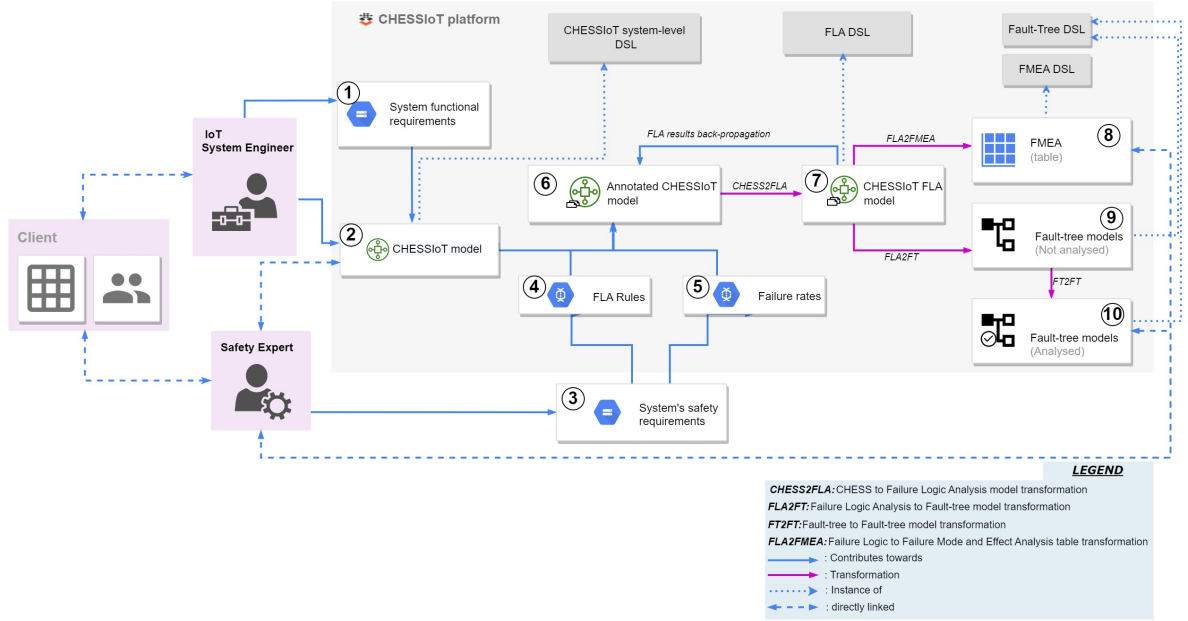 CHESSIoT platform
CHESSIoT system-level
DSL
FLA DSL
Fault-Tree DSL
FMEA DSL
1
System functional
requirements
IoT
System Engineer
FLA results back-propagation
FLA2FMEA
8
FMEA
(table)
6
Annotated CHESSIoT
model
CHESS2FLA
7
CHESSIoT FLA
model
9
Fault-tree models
(Not analysed)
FLA2FT
2
CHESSIoT model
Client
4
FLA Rules
5
Failure rates
FT2FT
10
Fault-tree models
(Analysed)
Safety Expert
3
System's safety
requirements
LEGEND
CHESS2FLA: CHESS to Failure Logic Analysis model transformation
FLA2FT: Failure Logic Analysis to Fault-tree model transformation
FT2FT: Fault-tree to Fault-tree model transformation
FLA2FMEA: Failure Logic to Failure Mode and Effect Analysis table transformation
: Contributes towards
: Transformation
: Instance of
: directly linked